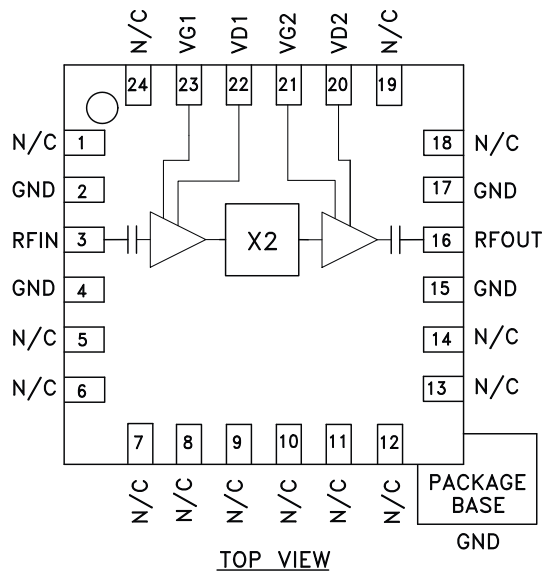 N/C
VG1
VD1
VG2
VD2
N/C
24
23
22
21
20
19
N/C 1
18 N/C
GND 2
17 GND
RFIN 3
X2
16 RFOUT
GND 4
15 GND
N/C 5
14 N/C
N/C 6
13 N/C
7
8
9
10
11
12
N/C
N/C
N/C
N/C
N/C
N/C
PACKAGE
BASE
GND
TOP VIEW